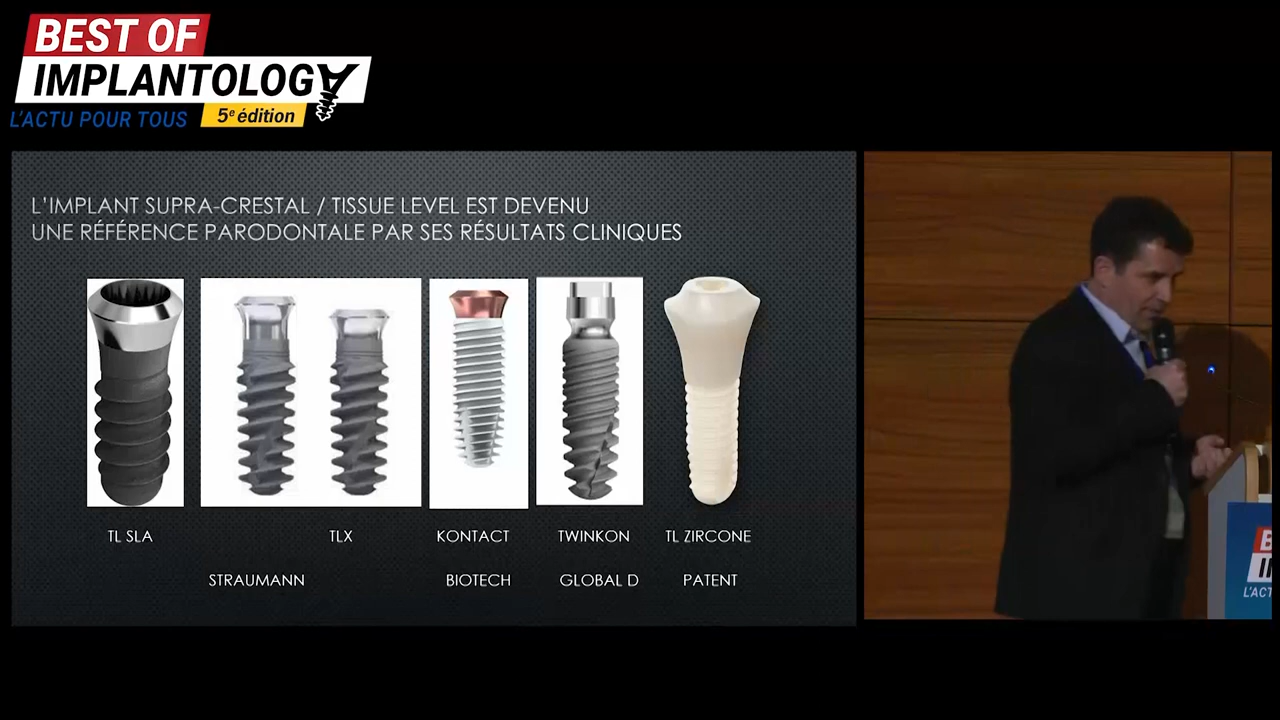 BEST OF
IMPLANTOLOGY
L'ACTU POUR TOUS
5e édition
L'IMPLANT SUPRA-CRESTAL / TISSUE LEVEL EST DEVENU
UNE RÉFÉRENCE PARODONTALE PAR SES RÉSULTATS CLINIQUES
TL SLA
TLX
KONTACT
TWINKON
TL ZIRCONE
STRAUMANN
BIOTECH
GLOBAL D
PATENT